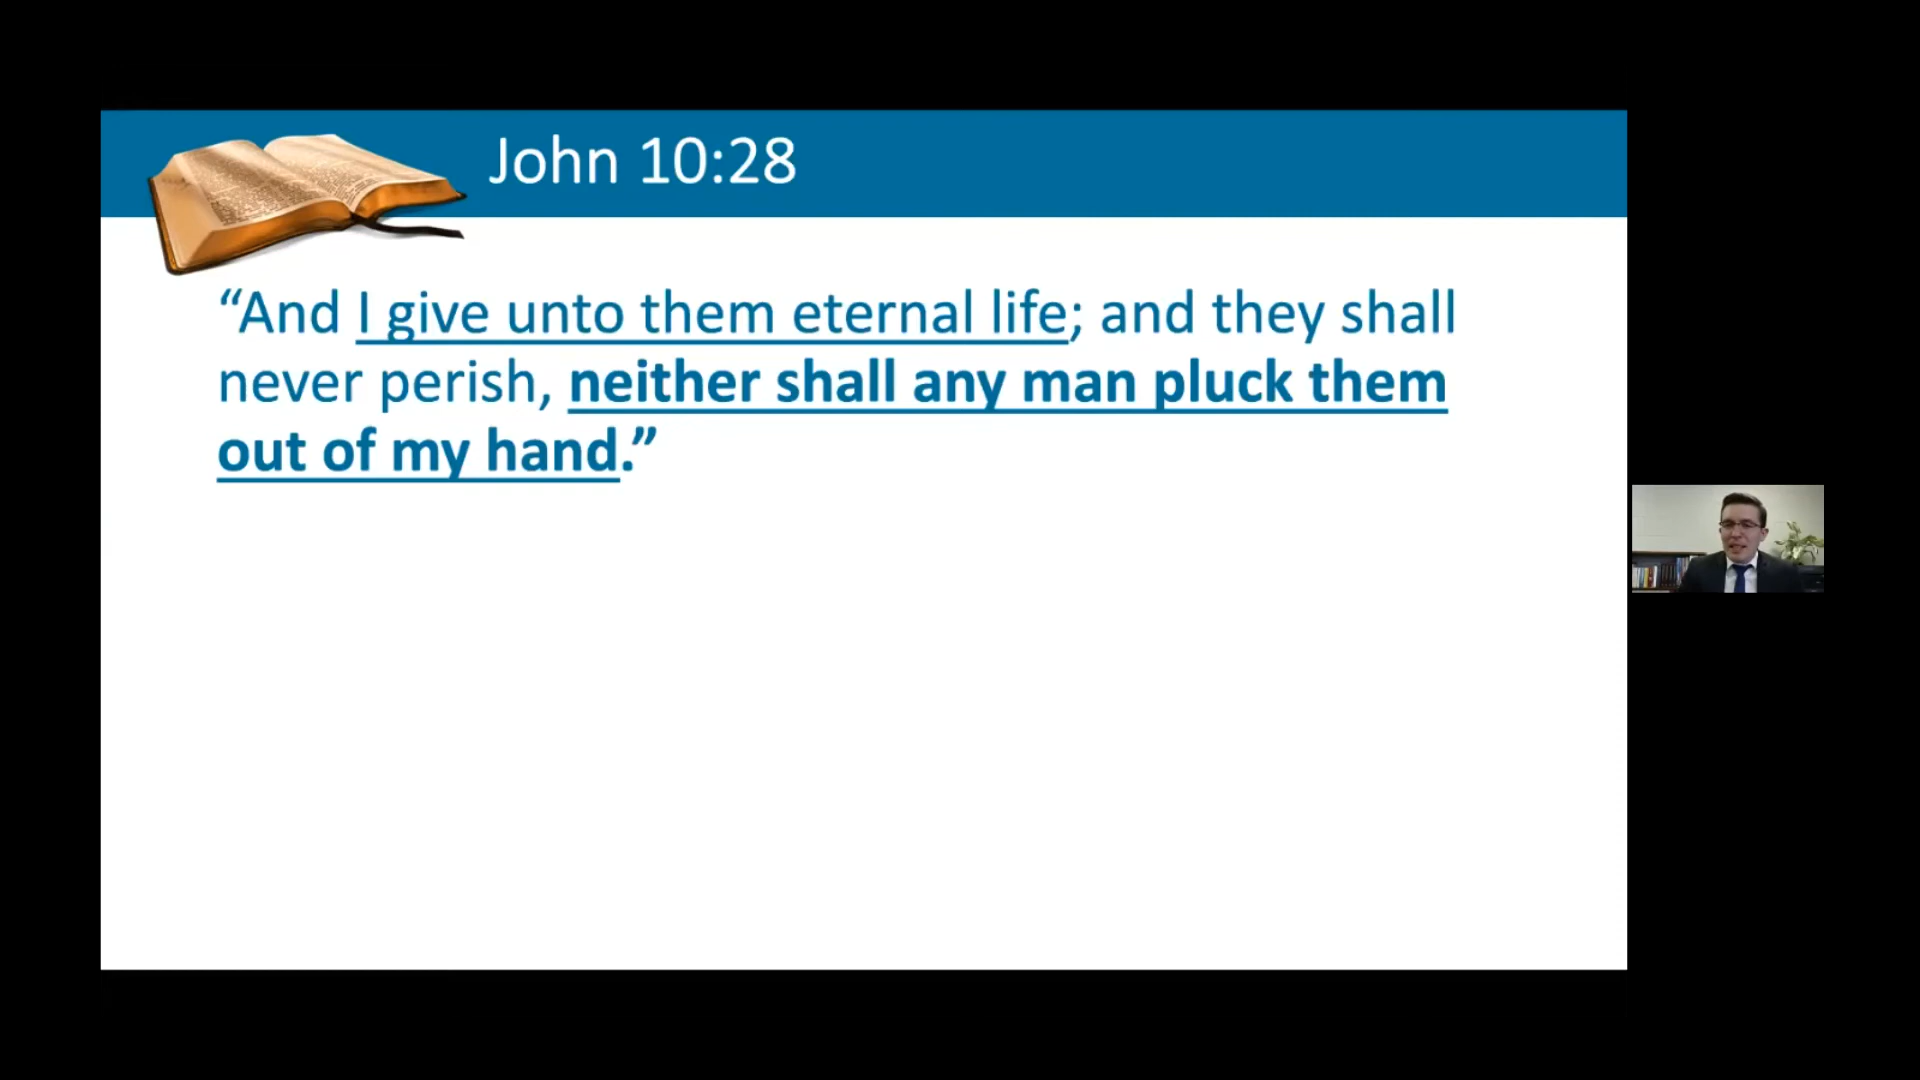 John 10:28
“And I give unto them eternal life; and they shall
never perish, neither shall any man pluck them
out of my hand.”